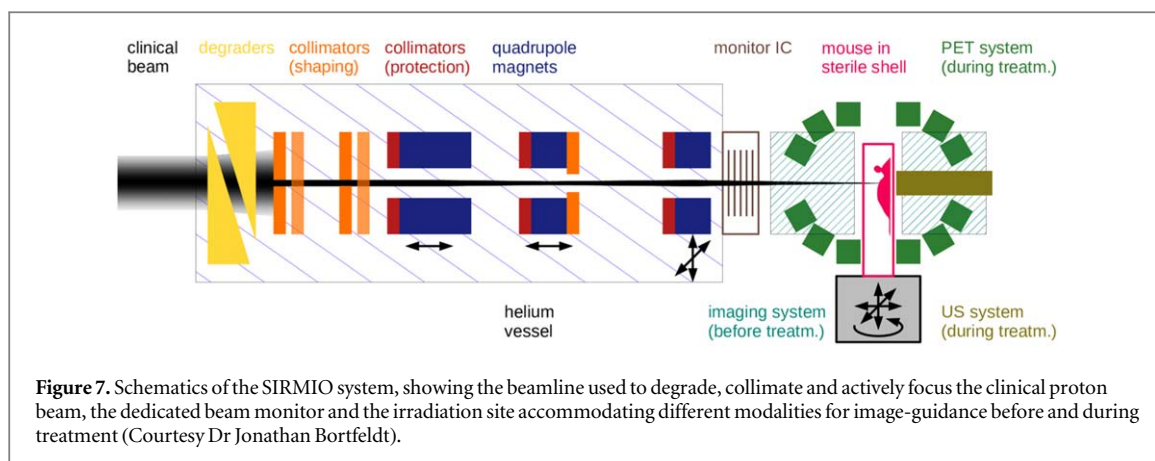 clinical
beam
degraders
collimators
(shaping)
collimators
(protection)
quadrupole
magnets
monitor IC
mouse in
sterile shell
PET system
(during treatm.)
helium
vessel
imaging system
(before treatm.)
US system
(during treatm.)
Figure 7. Schematics of the SIRMIO system, showing the beamline used to degrade, collimate and actively focus the clinical proton
beam, the dedicated beam monitor and the irradiation site accommodating different modalities for image-guidance before and during
treatment (Courtesy Dr Jonathan Bortfeldt).